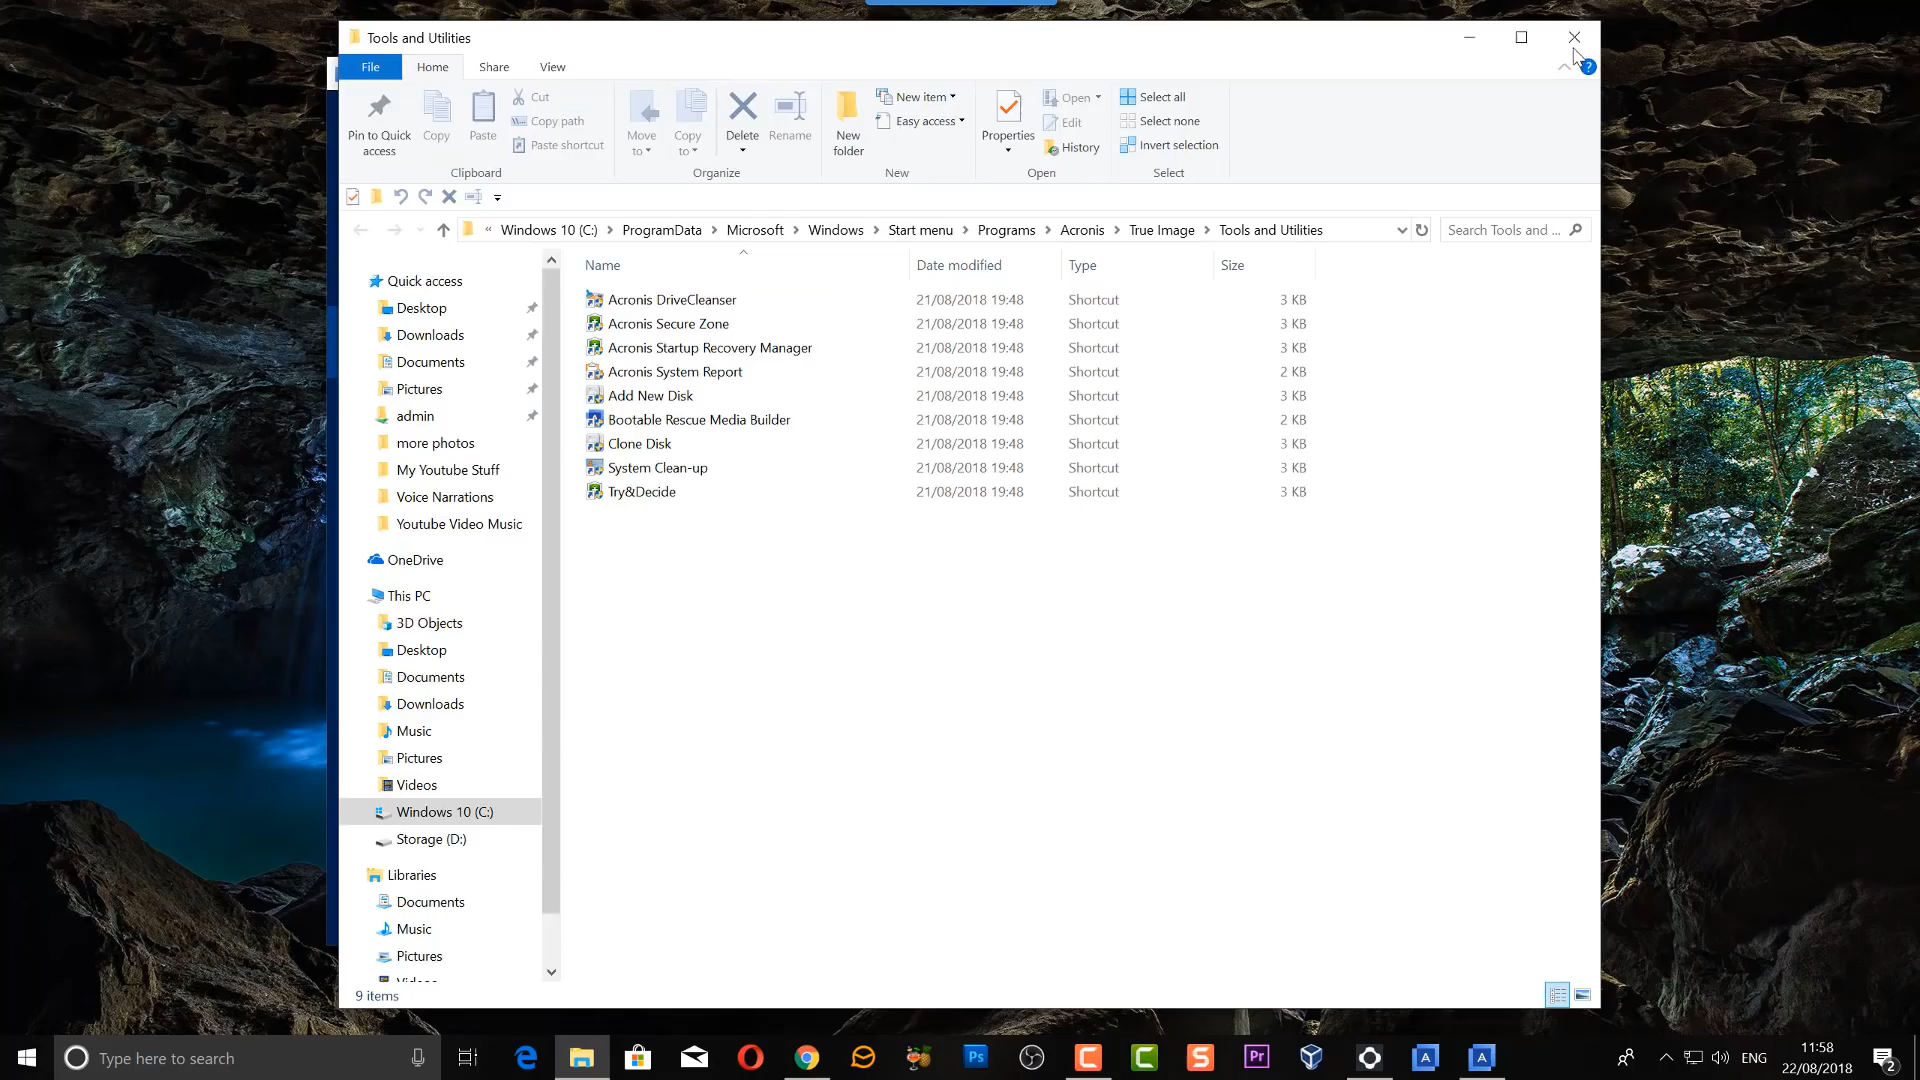 Tools and Utilities
File Home Share View
Pin to Quick access
Copy
Paste
Cut
Copy path
Paste shortcut
Clipboard
Move to
Copy to
Delete
Rename
Organize
New folder
New item
Easy access
New
Properties
Open
Edit
History
Open
Select all
Select none
Invert selection
Select
« Windows 10 (C:) > ProgramData > Microsoft > Windows > Start menu > Programs > Acronis > True Image > Tools and Utilities
Search Tools and ...
Name Date modified Type Size
Acronis DriveCleanser 21/08/2018 19:48 Shortcut 3 KB
Acronis Secure Zone 21/08/2018 19:48 Shortcut 3 KB
Acronis Startup Recovery Manager 21/08/2018 19:48 Shortcut 3 KB
Acronis System Report 21/08/2018 19:48 Shortcut 2 KB
Add New Disk 21/08/2018 19:48 Shortcut 3 KB
Bootable Rescue Media Builder 21/08/2018 19:48 Shortcut 2 KB
Clone Disk 21/08/2018 19:48 Shortcut 3 KB
System Clean-up 21/08/2018 19:48 Shortcut 3 KB
Try&Decide 21/08/2018 19:48 Shortcut 3 KB
Quick access
Desktop
Downloads
Documents
Pictures
admin
more photos
My Youtube Stuff
Voice Narrations
Youtube Video Music
OneDrive
This PC
3D Objects
Desktop
Documents
Downloads
Music
Pictures
Videos
Windows 10 (C:)
Storage (D:)
Libraries
Documents
Music
Pictures
9 items
Type here to search
Ps
Pr
ENG
11:58
22/08/2018
2